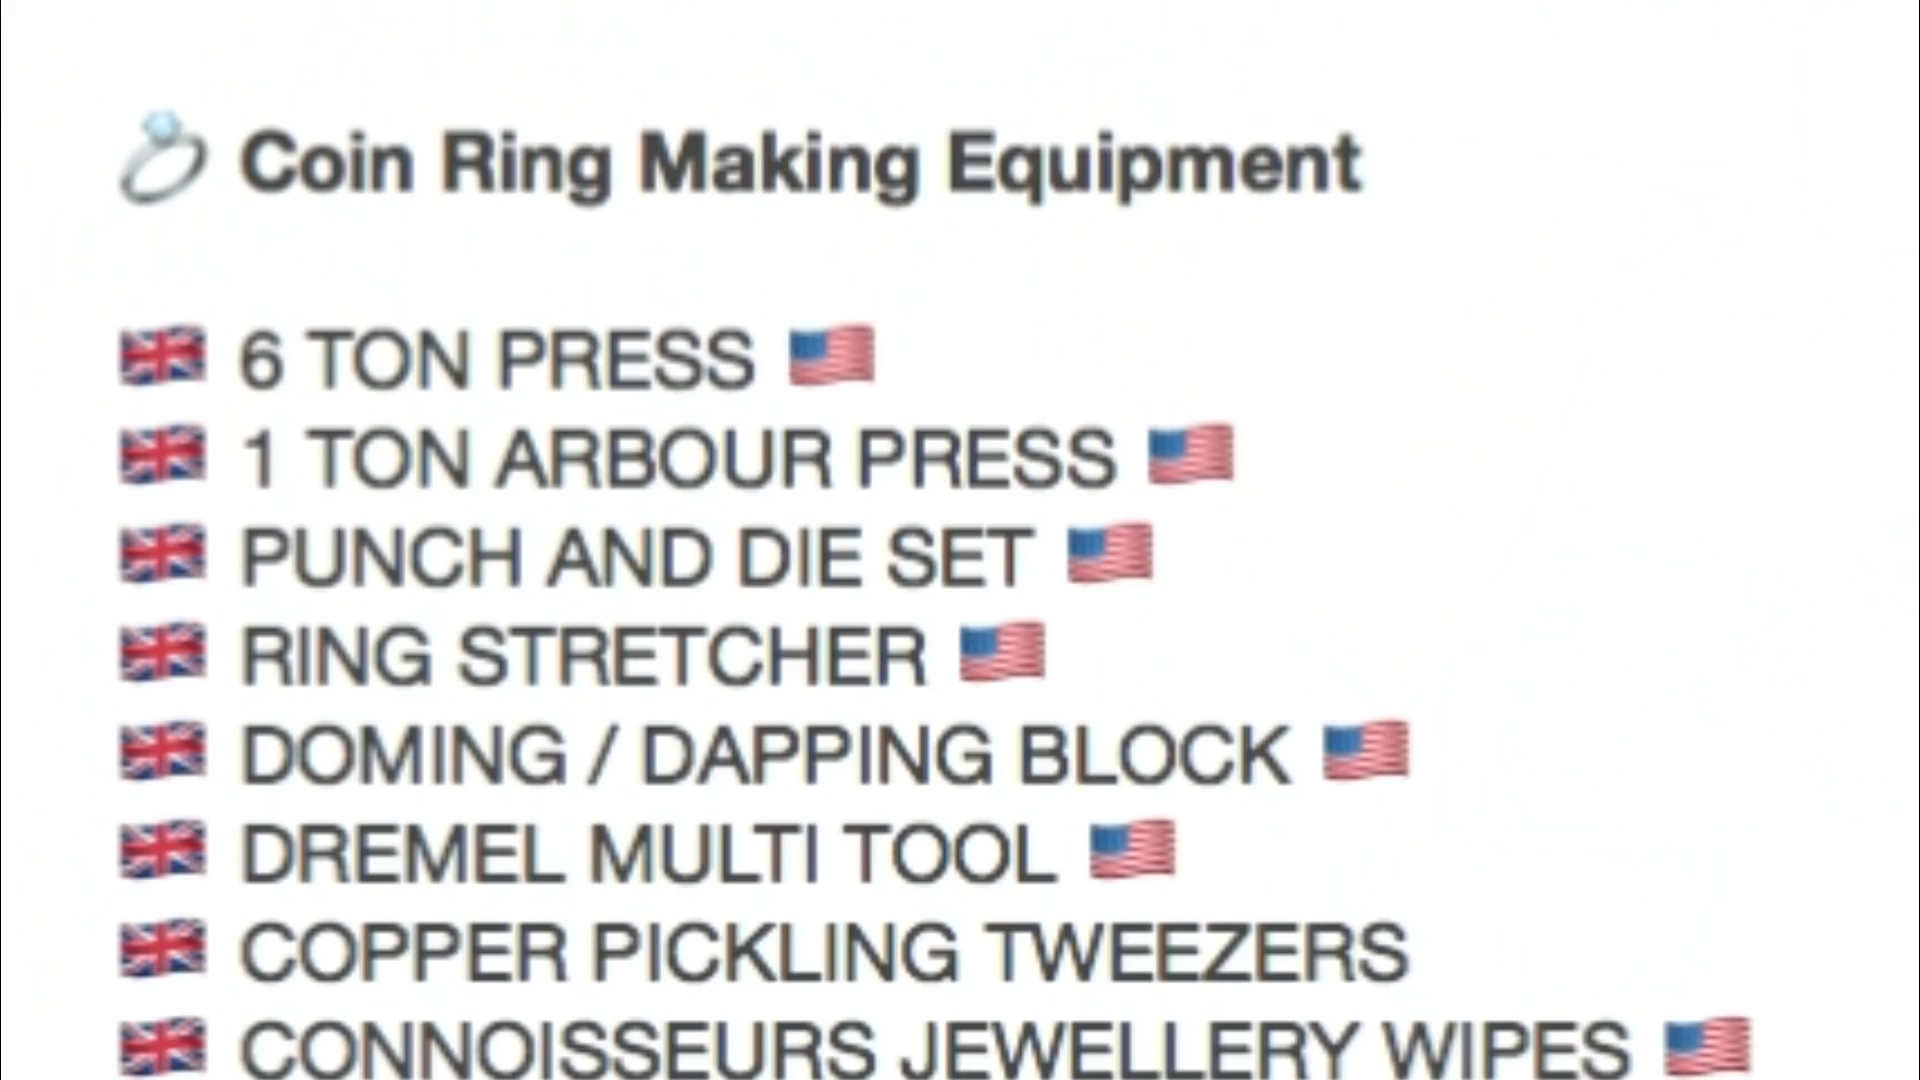 💍 Coin Ring Making Equipment
🇬🇧 6 TON PRESS 🇺🇸
🇬🇧 1 TON ARBOUR PRESS 🇺🇸
🇬🇧 PUNCH AND DIE SET 🇺🇸
🇬🇧 RING STRETCHER 🇺🇸
🇬🇧 DOMING / DAPPING BLOCK 🇺🇸
🇬🇧 DREMEL MULTI TOOL 🇺🇸
🇬🇧 COPPER PICKLING TWEEZERS
🇬🇧 CONNOISSEURS JEWELLERY WIPES 🇺🇸